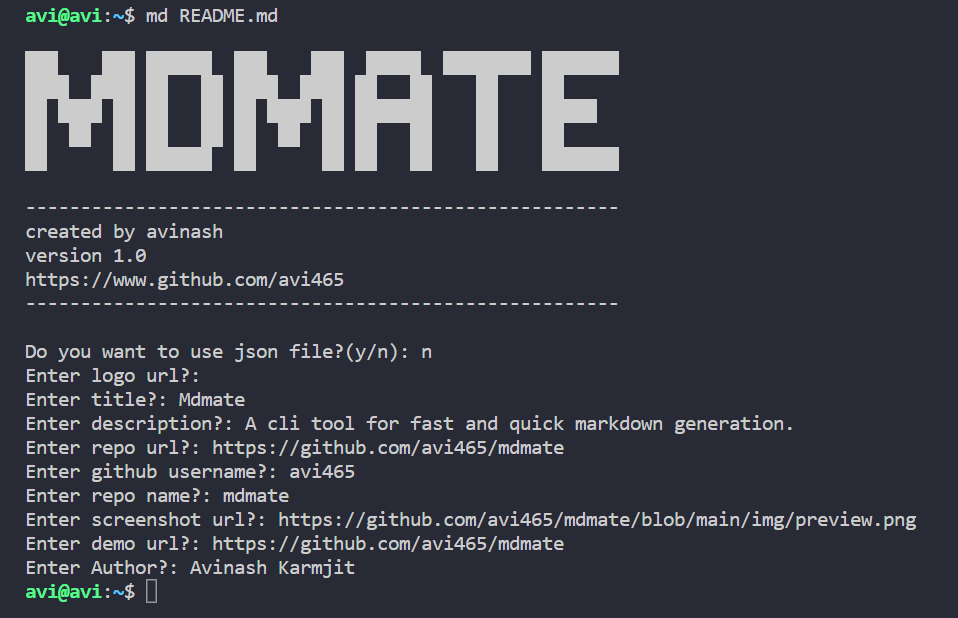 avi@avi:~$ md README.md
MDMATE
------------------------------------------------------
created by avinash
version 1.0
https://www.github.com/avi465
------------------------------------------------------
Do you want to use json file?(y/n): n
Enter logo url?:
Enter title?: Mdmate
Enter description?: A cli tool for fast and quick markdown generation.
Enter repo url?: https://github.com/avi465/mdmate
Enter github username?: avi465
Enter repo name?: mdmate
Enter screenshot url?: https://github.com/avi465/mdmate/blob/main/img/preview.png
Enter demo url?: https://github.com/avi465/mdmate
Enter Author?: Avinash Karmjit
avi@avi:~$